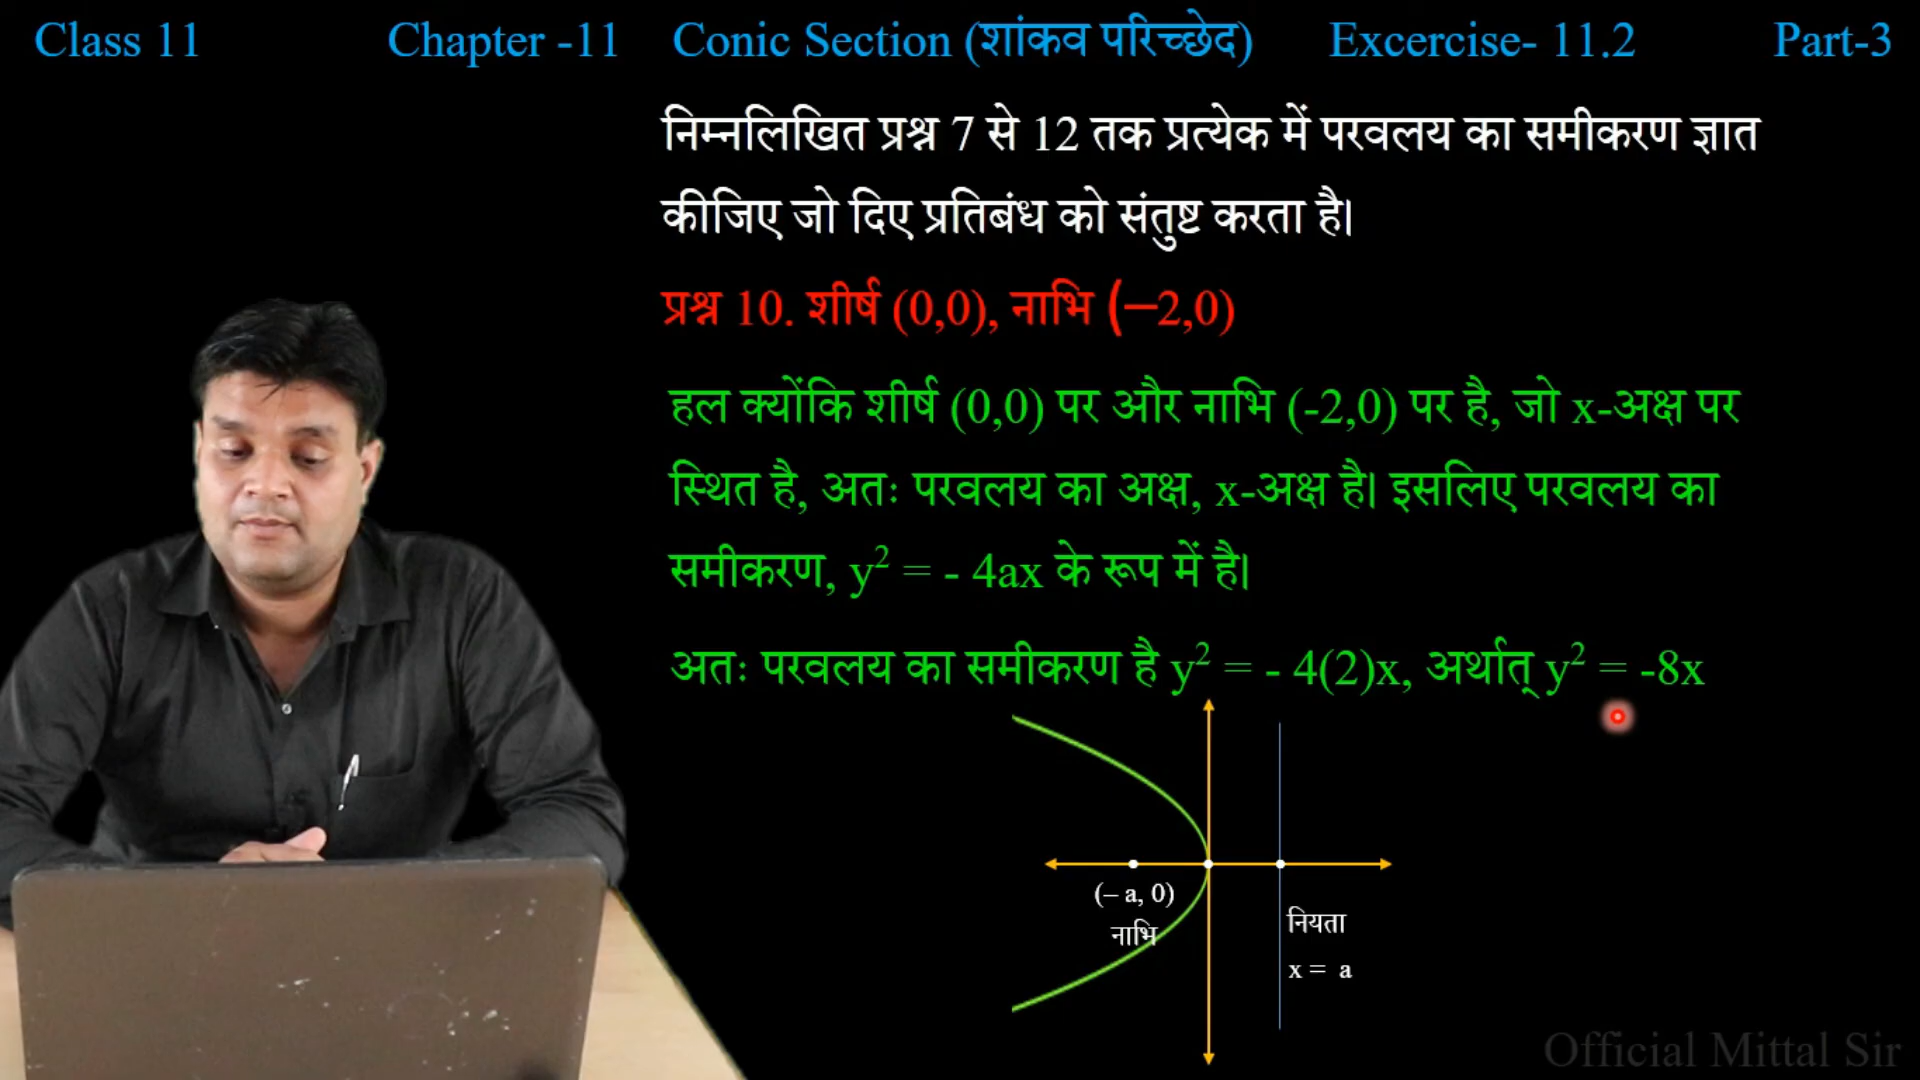 Class 11 Chapter -11 Conic Section (शांकव परिच्छेद) Excercise- 11.2 Part-3
निम्नलिखित प्रश्न 7 से 12 तक प्रत्येक में परवलय का समीकरण ज्ञात
कीजिए जो दिए प्रतिबंध को संतुष्ट करता है।
प्रश्न 10. शीर्ष (0,0), नाभि (−2,0)
हल क्योंकि शीर्ष (0,0) पर और नाभि (-2,0) पर है, जो x-अक्ष पर
स्थित है, अतः परवलय का अक्ष, x-अक्ष है। इसलिए परवलय का
समीकरण, y² = - 4ax के रूप में है।
अतः परवलय का समीकरण है y² = - 4(2)x, अर्थात् y² = -8x
(– a, 0)
नाभि
नियता
x = a
Official Mittal Sir